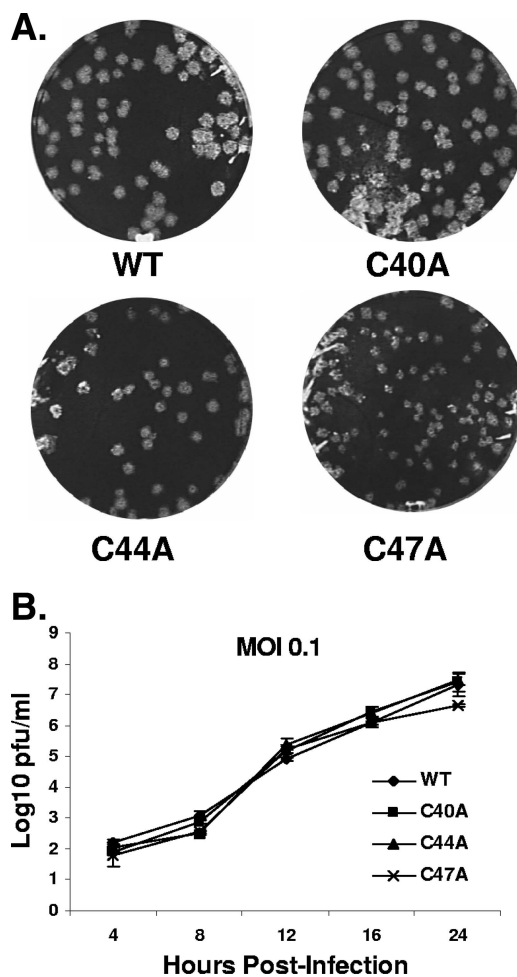 A.
WT
C40A
C44A
C47A
B.
MOI 0.1
9
8
7
6
5
4
3
2
1
0
Log10 pfu/ml
WT
C40A
C44A
C47A
4 8 12 16 24
Hours Post-Infection